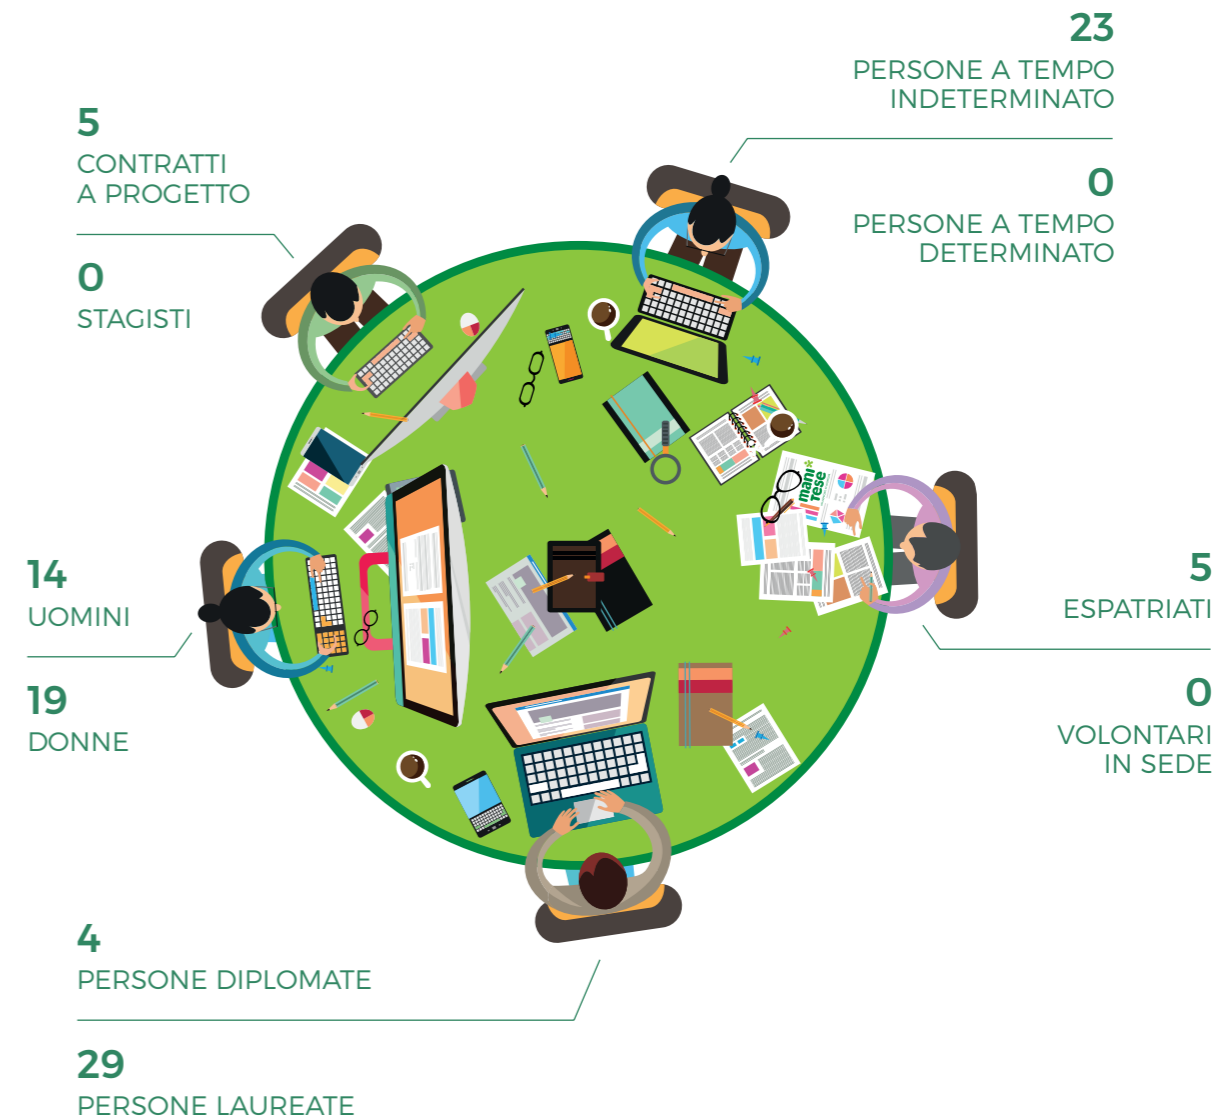 23
PERSONE A TEMPO
INDETERMINATO
0
PERSONE A TEMPO
DETERMINATO
5
CONTRATTI
A PROGETTO
0
STAGISTI
14
UOMINI
19
DONNE
mani
tese
5
ESPATRIATI
0
VOLONTARI
IN SEDE
4
PERSONE DIPLOMATE
29
PERSONE LAUREATE